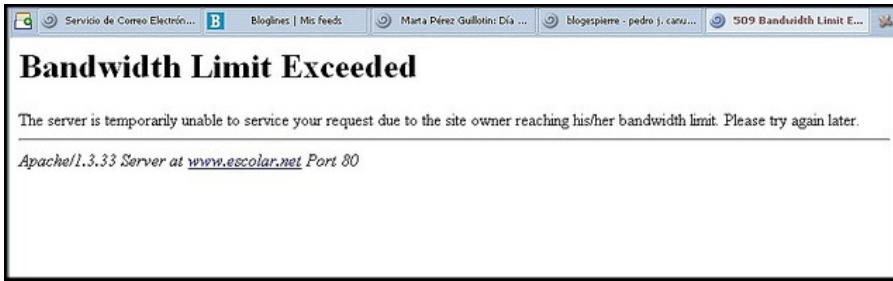 Servicio de Correo Electrón...
Bloglines | Mis feeds
Marta Pérez Guillotin: Día ...
blogespierre - pedro j. canu...
509 Bandwidth Limit E...
Bandwidth Limit Exceeded
The server is temporarily unable to service your request due to the site owner reaching his/her bandwidth limit. Please try again later.
Apache/1.3.33 Server at www.escolar.net Port 80